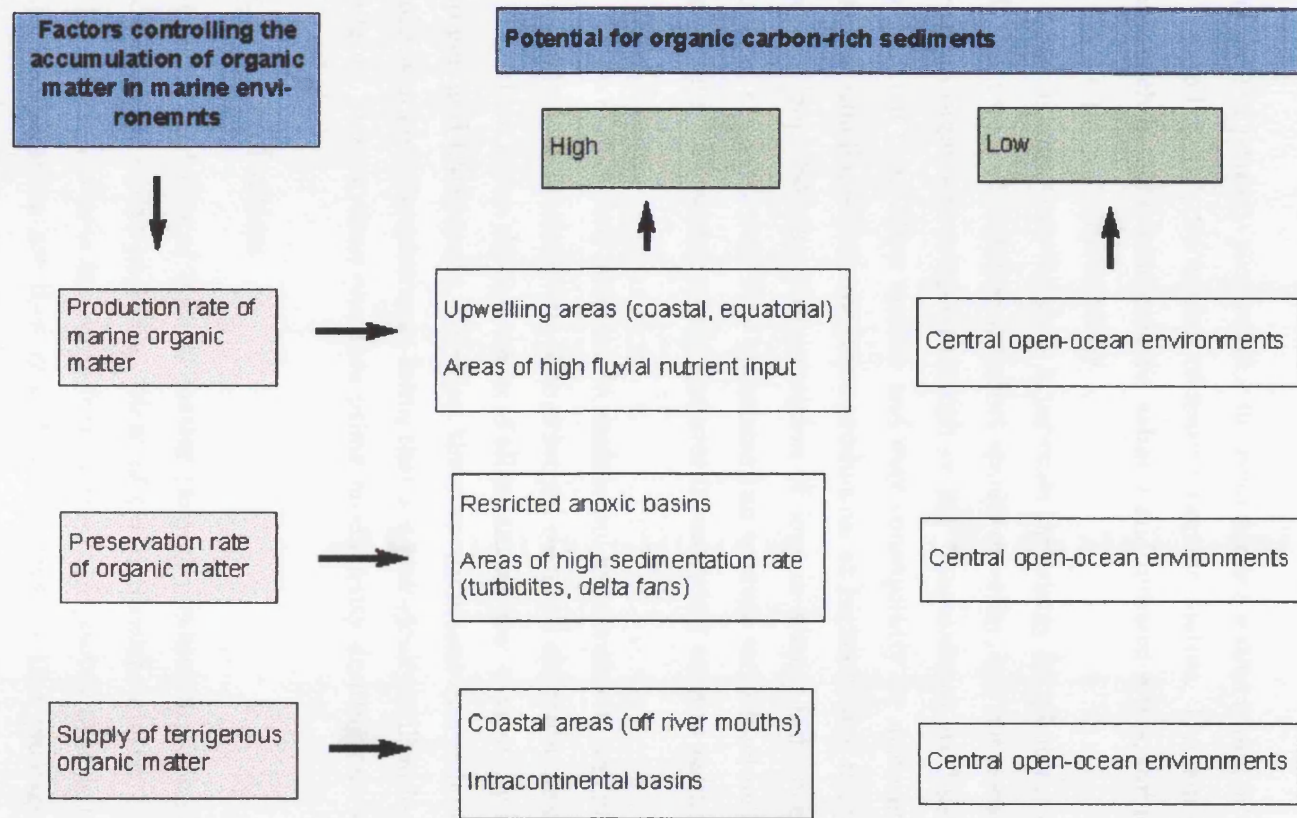 Factors controlling the
accumulation of organic
matter in marine envi-
ronemnts
Potential for organic carbon-rich sediments
High
Low
Production rate of
marine organic
matter
Upwelliing areas (coastal, equatorial)
Areas of high fluvial nutrient input
Central open-ocean environments
Preservation rate
of organic matter
Resricted anoxic basins
Areas of high sedimentation rate
(turbidites, delta fans)
Central open-ocean environments
Supply of terrigenous
organic matter
Coastal areas (off river mouths)
Intracontinental basins
Central open-ocean environments